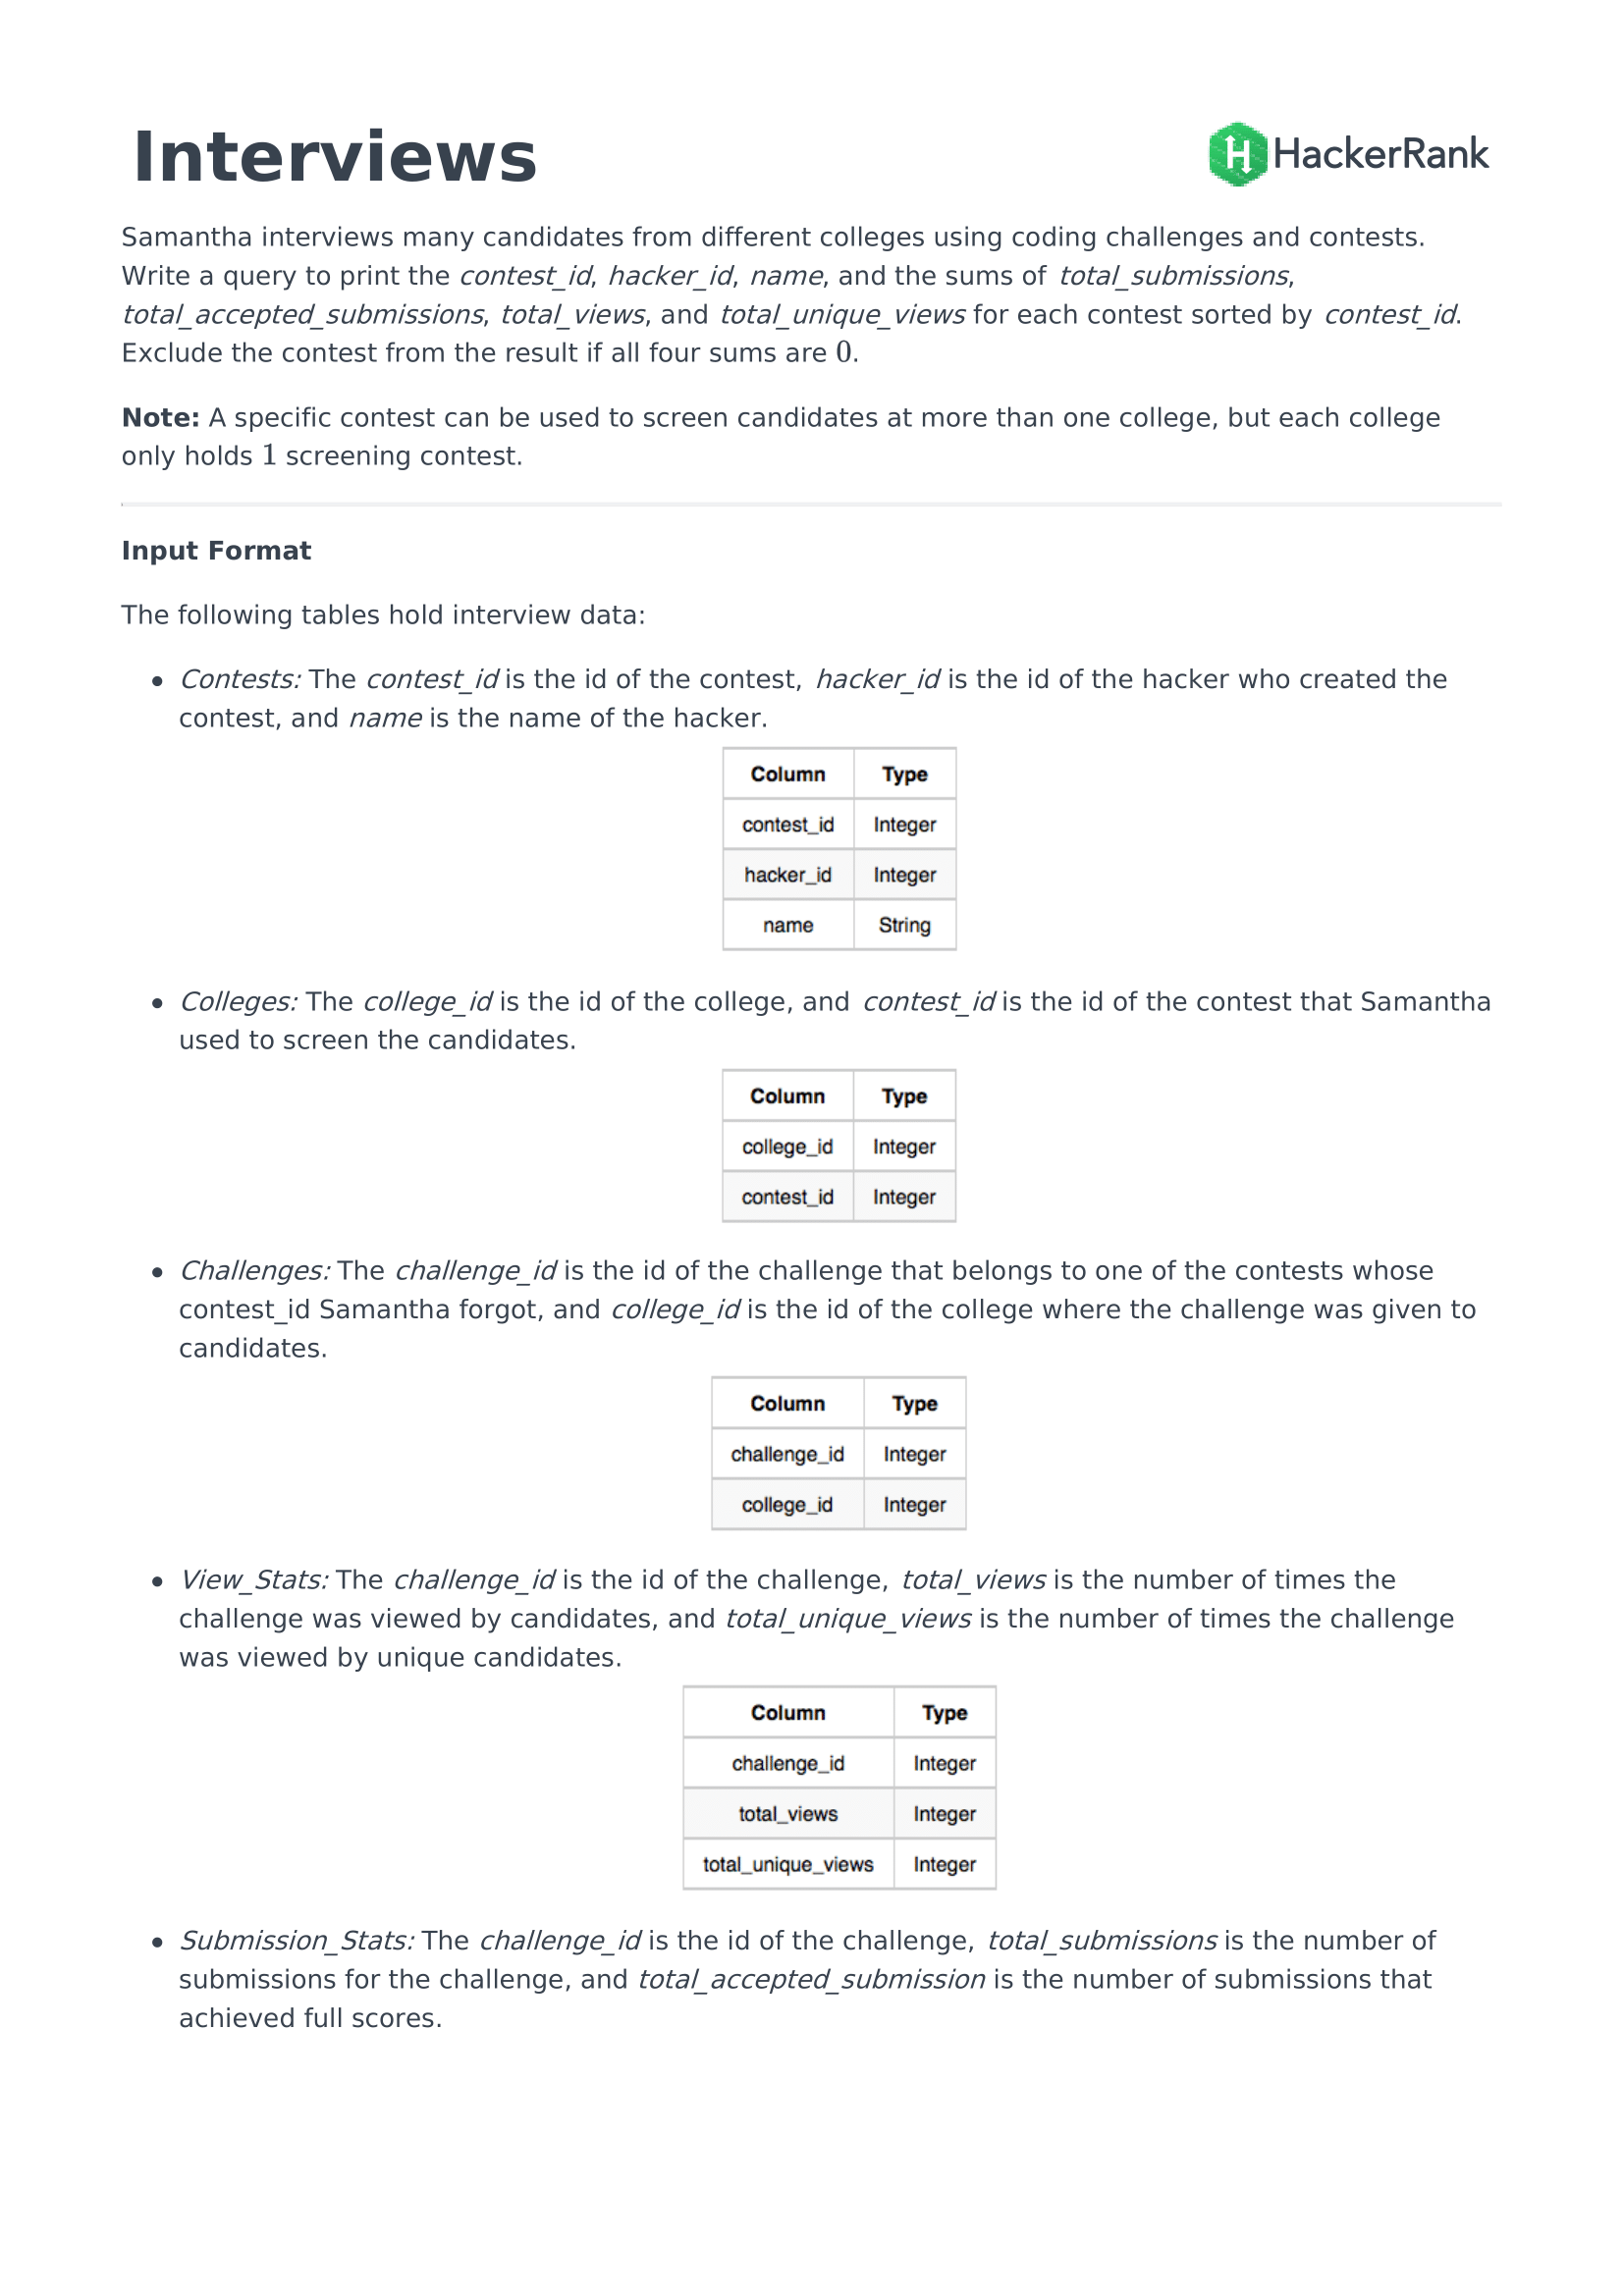 Interviews
HackerRank
Samantha interviews many candidates from different colleges using coding challenges and contests.
Write a query to print the contest_id, hacker_id, name, and the sums of total_submissions,
total_accepted_submissions, total_views, and total_unique_views for each contest sorted by contest_id.
Exclude the contest from the result if all four sums are 0.
Note: A specific contest can be used to screen candidates at more than one college, but each college
only holds 1 screening contest.
Input Format
The following tables hold interview data:
• Contests: The contest_id is the id of the contest, hacker_id is the id of the hacker who created the
contest, and name is the name of the hacker.
Column Type
contest_id Integer
hacker_id Integer
name String
• Colleges: The college_id is the id of the college, and contest_id is the id of the contest that Samantha
used to screen the candidates.
Column Type
college_id Integer
contest_id Integer
• Challenges: The challenge_id is the id of the challenge that belongs to one of the contests whose
contest_id Samantha forgot, and college_id is the id of the college where the challenge was given to
candidates.
Column Type
challenge_id Integer
college_id Integer
• View_Stats: The challenge_id is the id of the challenge, total_views is the number of times the
challenge was viewed by candidates, and total_unique_views is the number of times the challenge
was viewed by unique candidates.
Column Type
challenge_id Integer
total_views Integer
total_unique_views Integer
• Submission_Stats: The challenge_id is the id of the challenge, total_submissions is the number of
submissions for the challenge, and total_accepted_submission is the number of submissions that
achieved full scores.